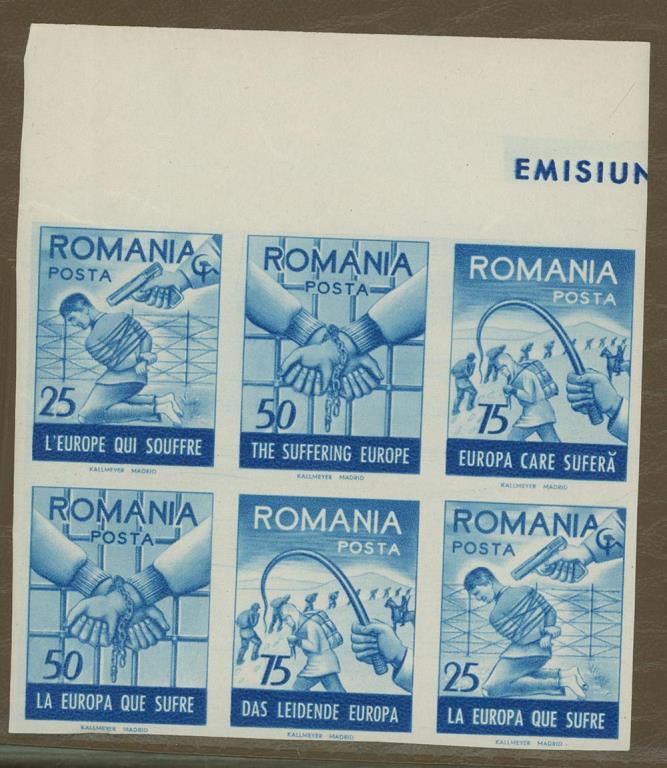 EMISIUN
ROMANIA
POSTA
25
L'EUROPE QUI SOUFFRE
KALLMEYER MADRID
ROMANIA
POSTA
50
THE SUFFERING EUROPE
KALLMEYER MADRID
ROMANIA
POSTA
75
EUROPA CARE SUFERĂ
KALLMEYER MADRID
ROMANIA
POSTA
50
LA EUROPA QUE SUFRE
KALLMEYER MADRID
ROMANIA
POSTA
75
DAS LEIDENDE EUROPA
KALLMEYER MADRID
ROMANIA
POSTA
25
LA EUROPA QUE SUFRE
KALLMEYER MADRID